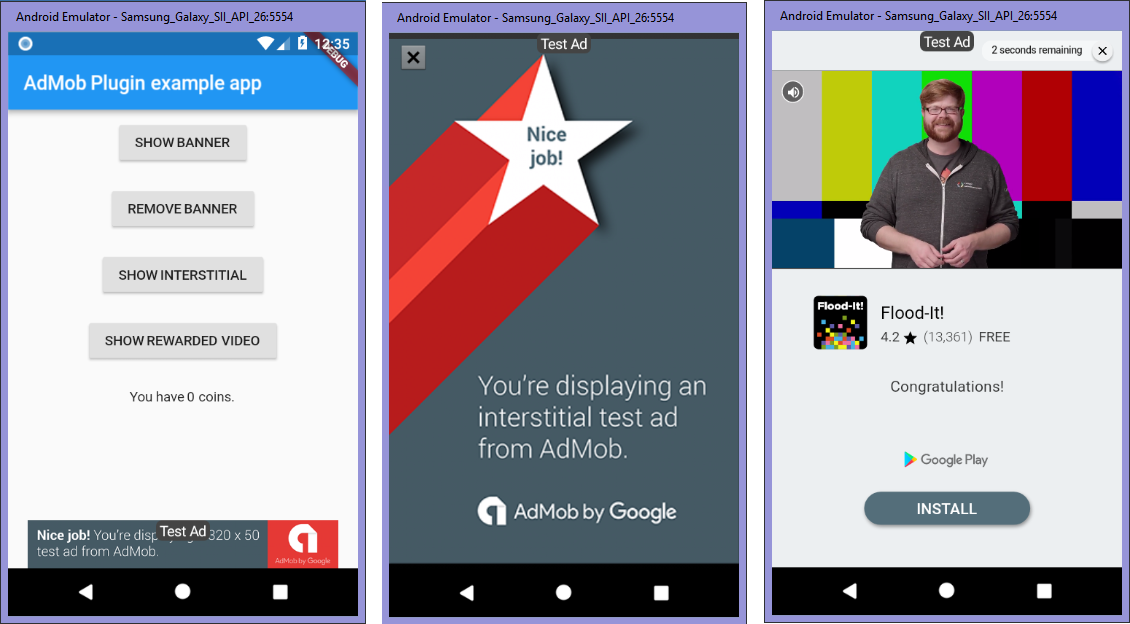 Android Emulator - Samsung_Galaxy_SII_API_26:5554
12:35
DEBUG
AdMob Plugin example app
SHOW BANNER
REMOVE BANNER
SHOW INTERSTITIAL
SHOW REWARDED VIDEO
You have 0 coins.
Test Ad
Nice job! You're 320 x 50
test ad from AdMob.
AdMob by Google
Android Emulator - Samsung_Galaxy_SII_API_26:5554
Test Ad
Nice
job!
You're displaying an
interstitial test ad
from AdMob.
AdMob by Google
Android Emulator - Samsung_Galaxy_SII_API_26:5554
Test Ad
2 seconds remaining
Flood-It!
Flood-It!
4.2 ★ (13,361) FREE
Congratulations!
Google Play
INSTALL